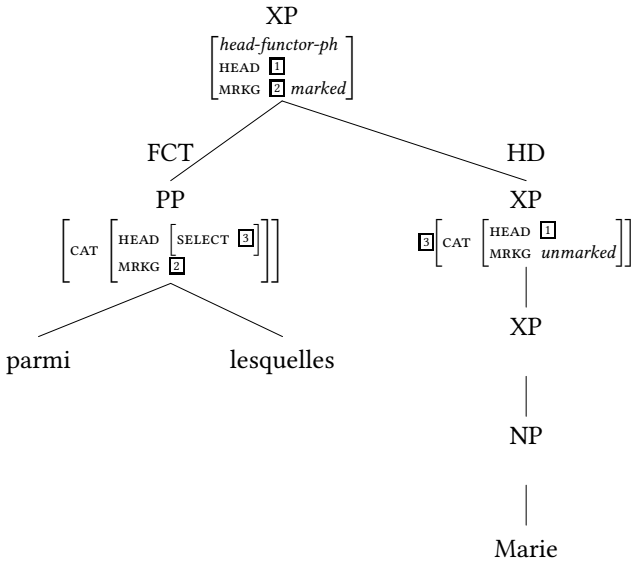 XP
head-functor-ph
HEAD 1
MRKG 2 marked
FCT HD
PP XP
CAT HEAD SELECT 3 MRKG 2
3 CAT HEAD 1 MRKG unmarked
XP
parmi lesquelles
NP
Marie